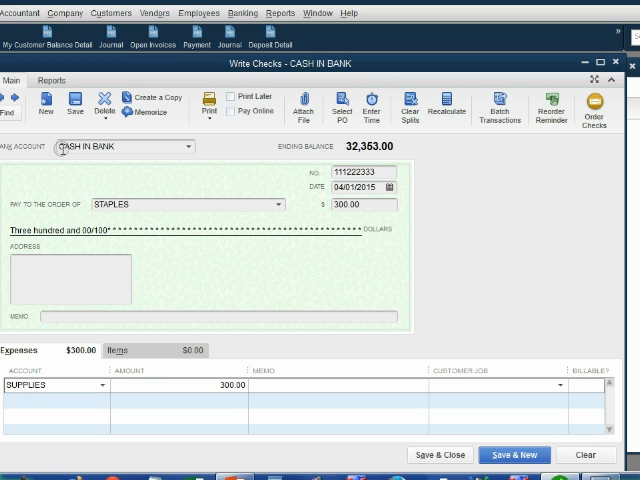 Accountant Company Customers Vendors Employees Banking Reports Window Help
My Customer Balance Detail Journal Open Invoices Payment Journal Deposit Detail »
Write Checks - CASH IN BANK
Main Reports
Find New Save Delete Create a Copy Memorize Print Print Later Pay Online Attach File Select PO Enter Time Clear Splits Recalculate Batch Transactions Reorder Reminder Order Checks
ANK ACCOUNT CASH IN BANK ENDING BALANCE 32,353.00
NO. 111222333
DATE 04/01/2015
PAY TO THE ORDER OF STAPLES $ 300.00
Three hundred and 00/100* * * * * * * * * * * * * * * * * * * * * * * * * * * * * * * * * * * * * * * * * * * * * DOLLARS
ADDRESS
MEMO
Expenses $300.00 Items $0.00
ACCOUNT AMOUNT MEMO CUSTOMER:JOB BILLABLE?
SUPPLIES 300.00
Save & Close Save & New Clear